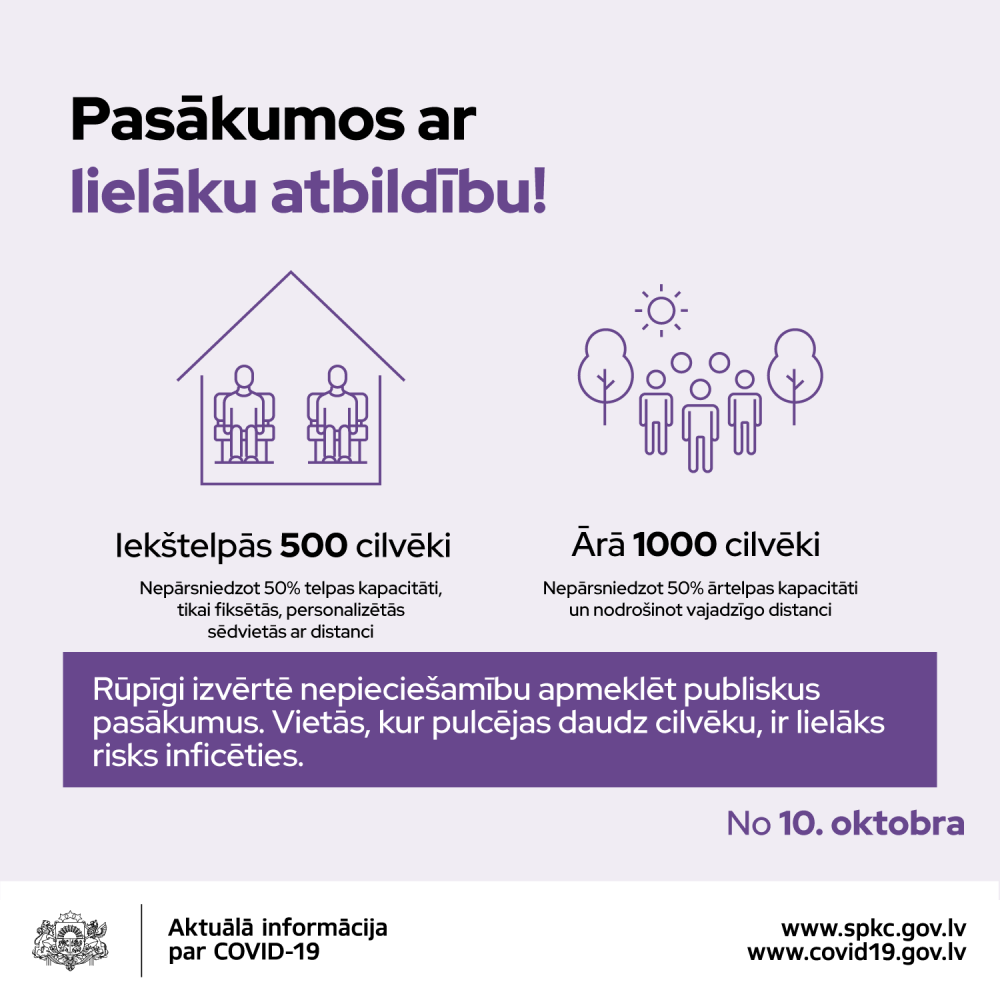 Pasākumos ar
lielāku atbildību!
Iekštelpās 500 cilvēki
Nepārsniedzot 50% telpas kapacitāti,
tikai fiksētās, personalizētās
sēdvietās ar distanci
Ārā 1000 cilvēki
Nepārsniedzot 50% ārtelpas kapacitāti
un nodrošinot vajadzīgo distanci
Rūpīgi izvērtē nepieciešamību apmeklēt publiskus
pasākumus. Vietās, kur pulcējas daudz cilvēku, ir lielāks
risks inficēties.
No 10. oktobra
Aktuālā informācija
par COVID-19
www.spkc.gov.lv
www.covid19.gov.lv